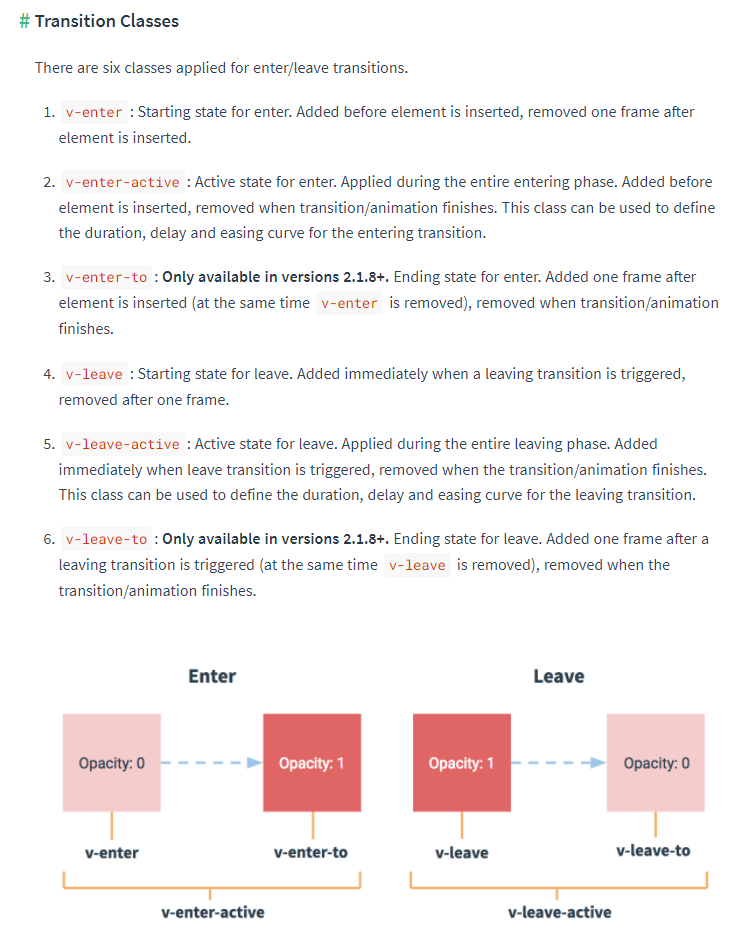 # Transition Classes
There are six classes applied for enter/leave transitions.
1. v-enter : Starting state for enter. Added before element is inserted, removed one frame after
element is inserted.
2. v-enter-active : Active state for enter. Applied during the entire entering phase. Added before
element is inserted, removed when transition/animation finishes. This class can be used to define
the duration, delay and easing curve for the entering transition.
3. v-enter-to : Only available in versions 2.1.8+. Ending state for enter. Added one frame after
element is inserted (at the same time v-enter is removed), removed when transition/animation
finishes.
4. v-leave : Starting state for leave. Added immediately when a leaving transition is triggered,
removed after one frame.
5. v-leave-active : Active state for leave. Applied during the entire leaving phase. Added
immediately when leave transition is triggered, removed when the transition/animation finishes.
This class can be used to define the duration, delay and easing curve for the leaving transition.
6. v-leave-to : Only available in versions 2.1.8+. Ending state for leave. Added one frame after a
leaving transition is triggered (at the same time v-leave is removed), removed when the
transition/animation finishes.
Enter
Opacity: 0
Opacity: 1
v-enter
v-enter-to
v-enter-active
Leave
Opacity: 1
Opacity: 0
v-leave
v-leave-to
v-leave-active